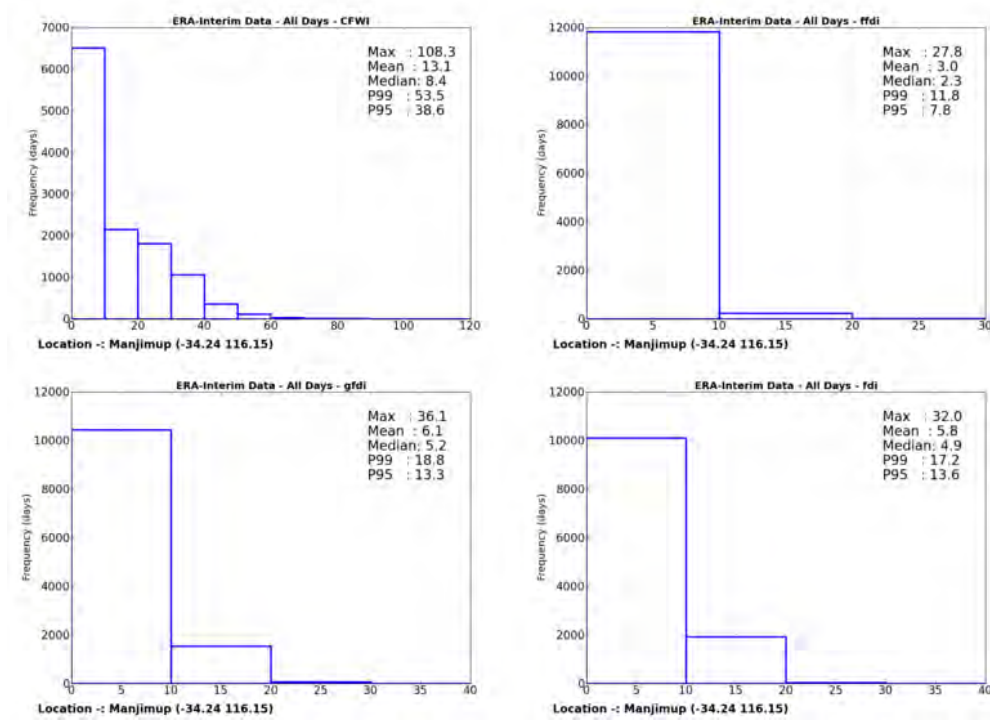 ERA-Interim Data - All Days - CFWI
7000
6000
5000
4000
3000
2000
1000
0
Frequency (days)
Max : 108.3
Mean : 13.1
Median: 8.4
P99 : 53.5
P95 : 38.6
0 20 40 60 80 100 120
Location -: Manjimup (-34.24 116.15)
ERA-Interim Data - All Days - ffdi
12000
10000
8000
6000
4000
2000
0
Frequency (days)
Max : 27.8
Mean : 3.0
Median: 2.3
P99 : 11.8
P95 : 7.8
0 5 10 15 20 25 30
Location -: Manjimup (-34.24 116.15)
ERA-Interim Data - All Days - gfdi
12000
10000
8000
6000
4000
2000
0
Frequency (days)
Max : 36.1
Mean : 6.1
Median: 5.2
P99 : 18.8
P95 : 13.3
0 5 10 15 20 25 30 35 40
Location -: Manjimup (-34.24 116.15)
ERA-Interim Data - All Days - fdi
12000
10000
8000
6000
4000
2000
0
Frequency (days)
Max : 32.0
Mean : 5.8
Median: 4.9
P99 : 17.2
P95 : 13.6
0 5 10 15 20 25 30 35 40
Location -: Manjimup (-34.24 116.15)